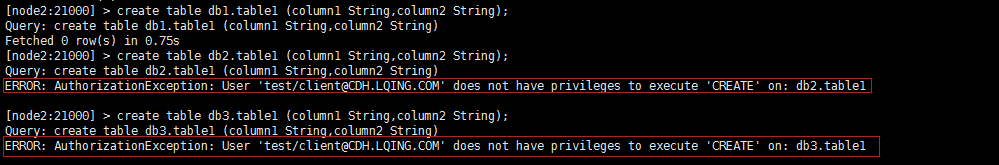 [node2:21000] > create table db1.table1 (column1 String,column2 String);
Query: create table db1.table1 (column1 String,column2 String)
Fetched 0 row(s) in 0.75s
[node2:21000] > create table db2.table1 (column1 String,column2 String);
Query: create table db2.table1 (column1 String,column2 String)
ERROR: AuthorizationException: User 'test/client@CDH.LQING.COM' does not have privileges to execute 'CREATE' on: db2.table1
[node2:21000] > create table db3.table1 (column1 String,column2 String);
Query: create table db3.table1 (column1 String,column2 String)
ERROR: AuthorizationException: User 'test/client@CDH.LQING.COM' does not have privileges to execute 'CREATE' on: db3.table1